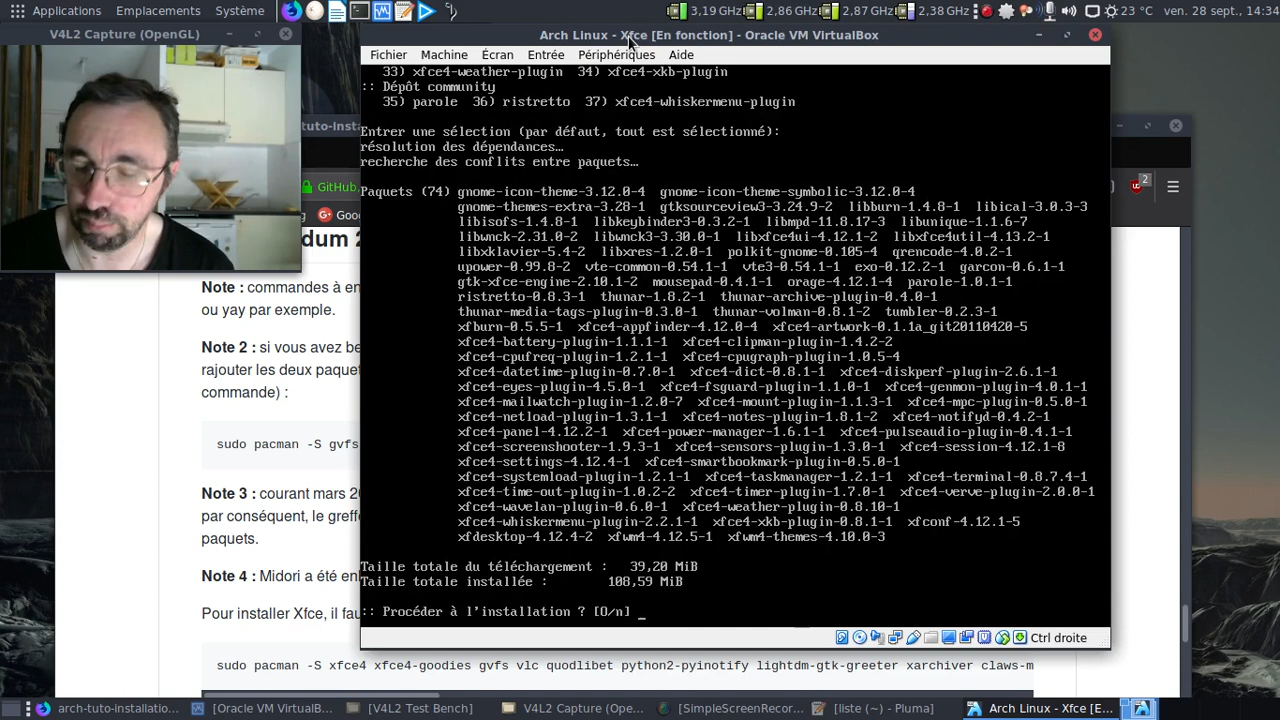 Applications Emplacements Système 3,19 GHz 2,86 GHz 2,87 GHz 2,38 GHz 23 °C ven. 28 sept., 14:34
V4L2 Capture (OpenGL)
Arch Linux - Xfce [En fonction] - Oracle VM VirtualBox
Fichier Machine Écran Entrée Périphériques Aide
33) xfce4-weather-plugin 34) xfce4-xkb-plugin
:: Dépôt community
35) parole 36) ristretto 37) xfce4-whiskermenu-plugin
Entrer une sélection (par défaut, tout est sélectionné):
résolution des dépendances…
recherche des conflits entre paquets…
Paquets (74) gnome-icon-theme-3.12.0-4 gnome-icon-theme-symbolic-3.12.0-4
gnome-themes-extra-3.28-1 gtksourceview3-3.24.9-2 libburn-1.4.8-1 libical-3.0.3-3
libisofs-1.4.8-1 libkeybinder3-0.3.2-1 libmpd-11.8.17-3 libunique-1.1.6-7
libwnck-2.31.0-2 libwnck3-3.30.0-1 libxfce4ui-4.12.1-2 libxfce4util-4.13.2-1
libxklavier-5.4-2 libxres-1.2.0-1 polkit-gnome-0.105-4 qrencode-4.0.2-1
upower-0.99.8-2 vte-common-0.54.1-1 vte3-0.54.1-1 exo-0.12.2-1 garcon-0.6.1-1
gtk-xfce-engine-2.10.1-2 mousepad-0.4.1-1 orage-4.12.1-4 parole-1.0.1-1
ristretto-0.8.3-1 thunar-1.8.2-1 thunar-archive-plugin-0.4.0-1
thunar-media-tags-plugin-0.3.0-1 thunar-volman-0.8.1-2 tumbler-0.2.3-1
xfburn-0.5.5-1 xfce4-appfinder-4.12.0-4 xfce4-artwork-0.1.1a_git20110420-5
xfce4-battery-plugin-1.1.1-1 xfce4-clipman-plugin-1.4.2-2
xfce4-cpufreq-plugin-1.2.1-1 xfce4-cpugraph-plugin-1.0.5-4
xfce4-datetime-plugin-0.7.0-1 xfce4-dict-0.8.1-1 xfce4-diskperf-plugin-2.6.1-1
xfce4-eyes-plugin-4.5.0-1 xfce4-fsguard-plugin-1.1.0-1 xfce4-genmon-plugin-4.0.1-1
xfce4-mailwatch-plugin-1.2.0-7 xfce4-mount-plugin-1.1.3-1 xfce4-mpc-plugin-0.5.0-1
xfce4-netload-plugin-1.3.1-1 xfce4-notes-plugin-1.8.1-2 xfce4-notifyd-0.4.2-1
xfce4-panel-4.12.2-1 xfce4-power-manager-1.6.1-1 xfce4-pulseaudio-plugin-0.4.1-1
xfce4-screenshooter-1.9.3-1 xfce4-sensors-plugin-1.3.0-1 xfce4-session-4.12.1-8
xfce4-settings-4.12.4-1 xfce4-smartbookmark-plugin-0.5.0-1
xfce4-systemload-plugin-1.2.1-1 xfce4-taskmanager-1.2.1-1 xfce4-terminal-0.8.7.4-1
xfce4-time-out-plugin-1.0.2-2 xfce4-timer-plugin-1.7.0-1 xfce4-verve-plugin-2.0.0-1
xfce4-wavelan-plugin-0.6.0-1 xfce4-weather-plugin-0.8.10-1
xfce4-whiskermenu-plugin-2.2.1-1 xfce4-xkb-plugin-0.8.1-1 xfconf-4.12.1-5
xfdesktop-4.12.4-2 xfwm4-4.12.5-1 xfwm4-themes-4.10.0-3
Taille totale du téléchargement : 39,20 MiB
Taille totale installée : 108,59 MiB
:: Procéder à l'installation ? [O/n] _
Ctrl droite
tuto-insta
GitHub.
Goo
2
dum 2
Note : commandes à en
ou yay par exemple.
Note 2 : si vous avez be
rajouter les deux paque
commande) :
sudo pacman -S gvfs
Note 3 : courant mars 20
par conséquent, le greffe
paquets.
Note 4 : Midori a été en
Pour installer Xfce, il fa
sudo pacman -S xfce4 xfce4-goodies gvfs vlc quodlibet python2-pyinotify lightdm-gtk-greeter xarchiver claws-m
arch-tuto-installatio... [Oracle VM VirtualB... [V4L2 Test Bench] V4L2 Capture (Ope... [SimpleScreenRecor... [liste (~) - Pluma] Arch Linux - Xfce [E...